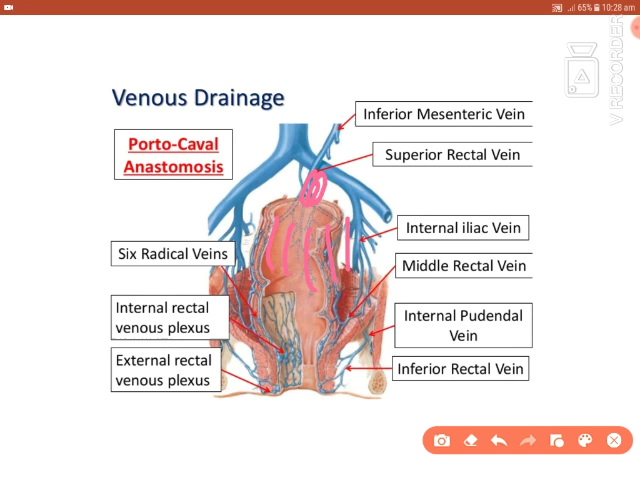 65% 10:28 am
V RECORDER
Venous Drainage
Porto-Caval
Anastomosis
Inferior Mesenteric Vein
Superior Rectal Vein
Internal iliac Vein
Six Radical Veins
Middle Rectal Vein
Internal rectal
venous plexus
Internal Pudendal
Vein
External rectal
venous plexus
Inferior Rectal Vein